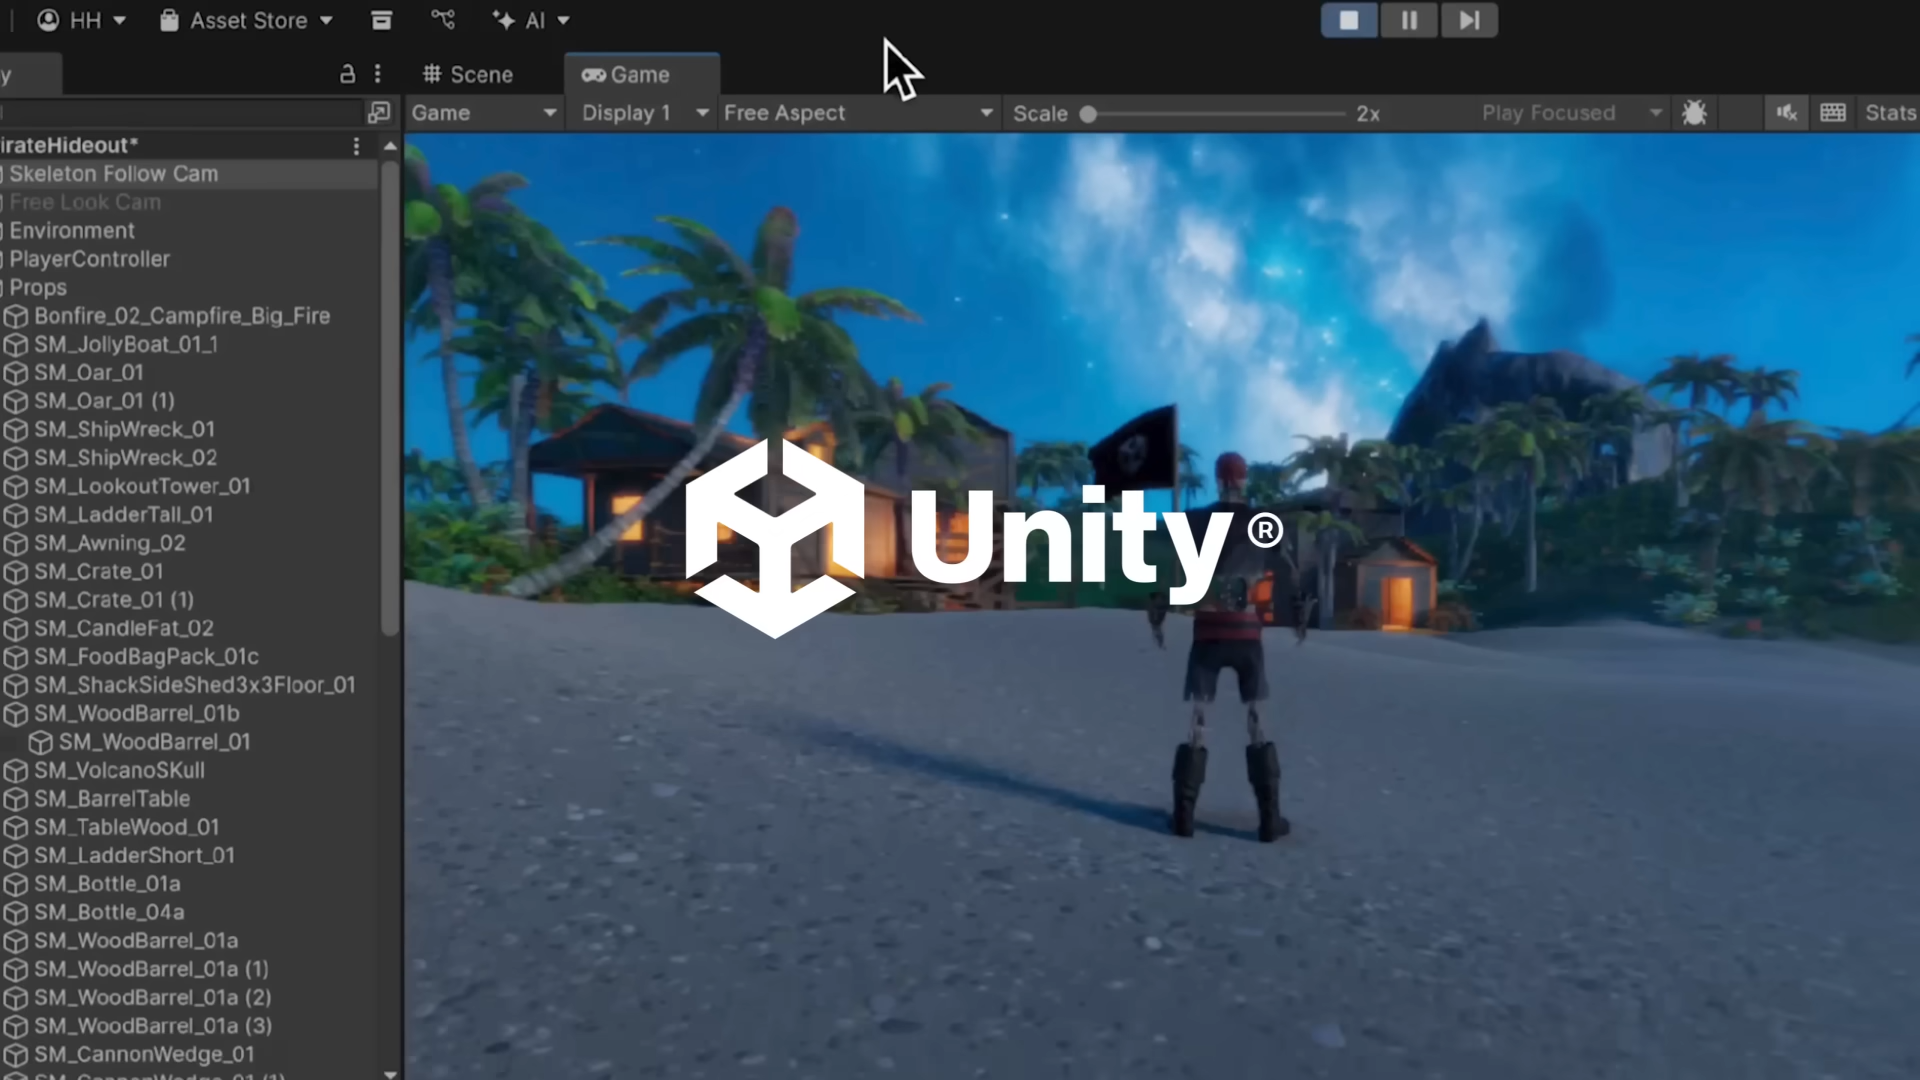 HH
Asset Store
AI
y
Scene
Game
Game
Display 1
Free Aspect
Scale
2x
Play Focused
Stats
irateHideout*
Skeleton Follow Cam
Free Look Cam
Environment
PlayerController
Props
Bonfire_02_Campfire_Big_Fire
SM_JollyBoat_01_1
SM_Oar_01
SM_Oar_01 (1)
SM_ShipWreck_01
SM_ShipWreck_02
SM_LookoutTower_01
SM_LadderTall_01
SM_Awning_02
SM_Crate_01
SM_Crate_01 (1)
SM_CandleFat_02
SM_FoodBagPack_01c
SM_ShackSideShed3x3Floor_01
SM_WoodBarrel_01b
SM_WoodBarrel_01
SM_VolcanoSKull
SM_BarrelTable
SM_TableWood_01
SM_LadderShort_01
SM_Bottle_01a
SM_Bottle_04a
SM_WoodBarrel_01a
SM_WoodBarrel_01a (1)
SM_WoodBarrel_01a (2)
SM_WoodBarrel_01a (3)
SM_CannonWedge_01
Unity®